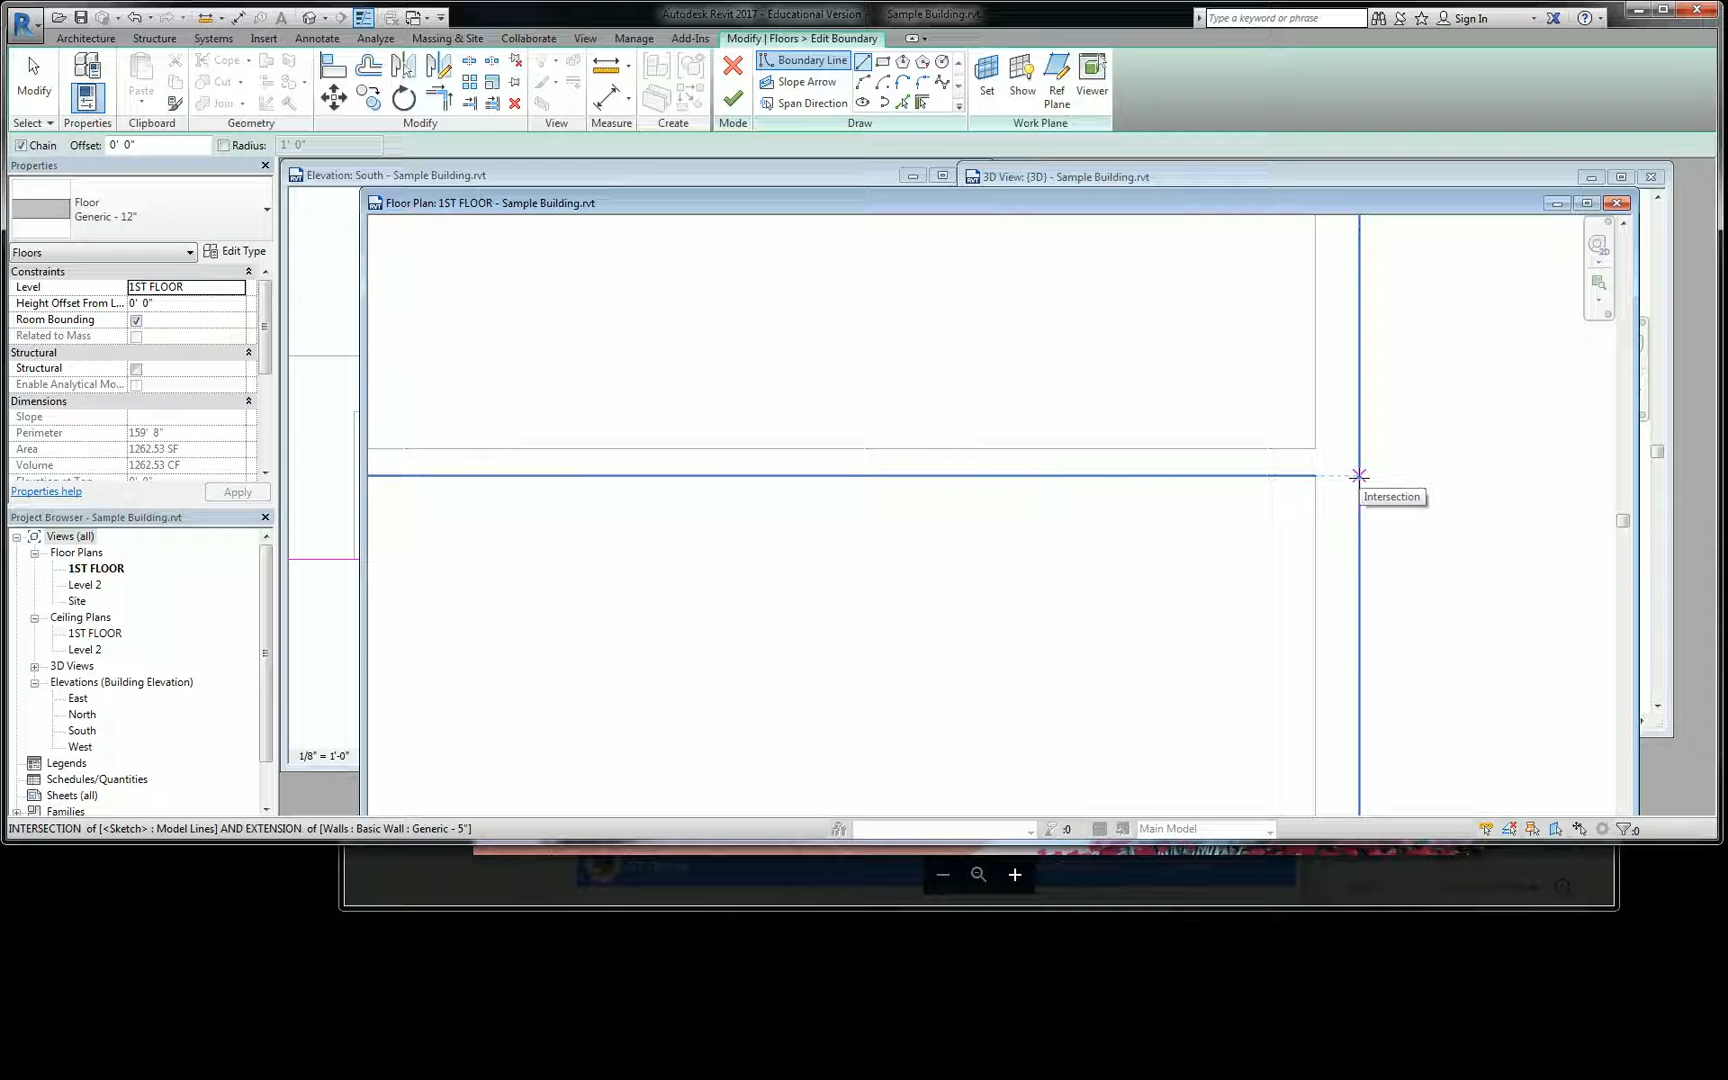 Autodesk Revit 2017 - Educational Version - Sample Building.rvt
Type a keyword or phrase
Sign In
Architecture Structure Systems Insert Annotate Analyze Massing & Site Collaborate View Manage Add-Ins Modify | Floors > Edit Boundary
Modify
Paste
Cope
Cut
Join
Boundary Line
Slope Arrow
Span Direction
Set
Show
Ref Plane
Viewer
Select Properties Clipboard Geometry Modify View Measure Create Mode Draw Work Plane
Chain Offset: 0' 0" Radius: 1' 0"
Properties
Floor
Generic - 12"
Floors
Edit Type
Constraints
Level 1ST FLOOR
Height Offset From L... 0' 0"
Room Bounding
Related to Mass
Structural
Structural
Enable Analytical Mo...
Dimensions
Slope
Perimeter 159' 8"
Area 1262.53 SF
Volume 1262.53 CF
Properties help
Apply
Project Browser - Sample Building.rvt
Views (all)
Floor Plans
1ST FLOOR
Level 2
Site
Ceiling Plans
1ST FLOOR
Level 2
3D Views
Elevations (Building Elevation)
East
North
South
West
Legends
Schedules/Quantities
Sheets (all)
Families
Elevation: South - Sample Building.rvt
3D View: {3D} - Sample Building.rvt
Floor Plan: 1ST FLOOR - Sample Building.rvt
2D
Intersection
1/8" = 1'-0"
INTERSECTION of [<Sketch> : Model Lines] AND EXTENSION of [Walls : Basic Wall : Generic - 5"]
:0
Main Model
:0